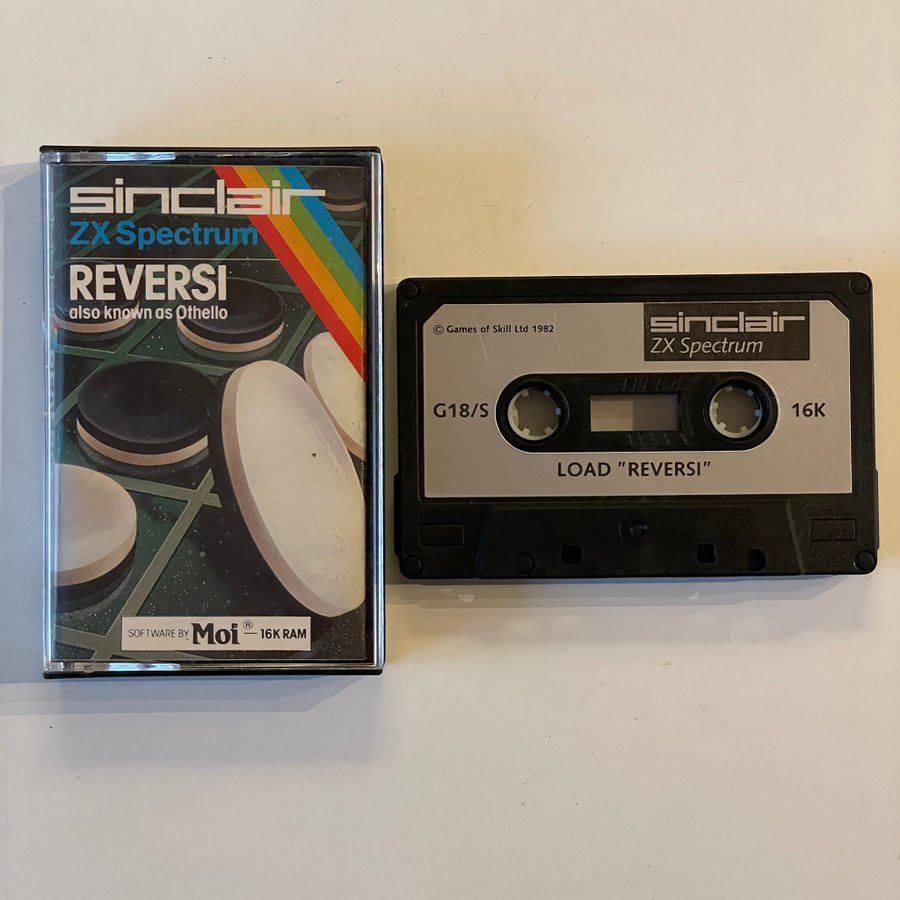 sinclair
ZX Spectrum
REVERSI
also known as Othello
SOFTWARE BY Moi ® — 16K RAM
© Games of Skill Ltd 1982
sinclair
ZX Spectrum
G18/S 16K
LOAD "REVERSI"